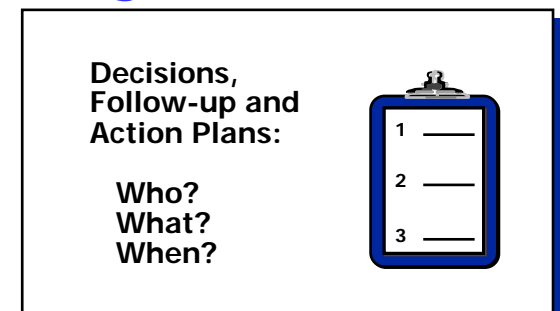 Decisions,
Follow-up and
Action Plans:
Who?
What?
When?
1
2
3